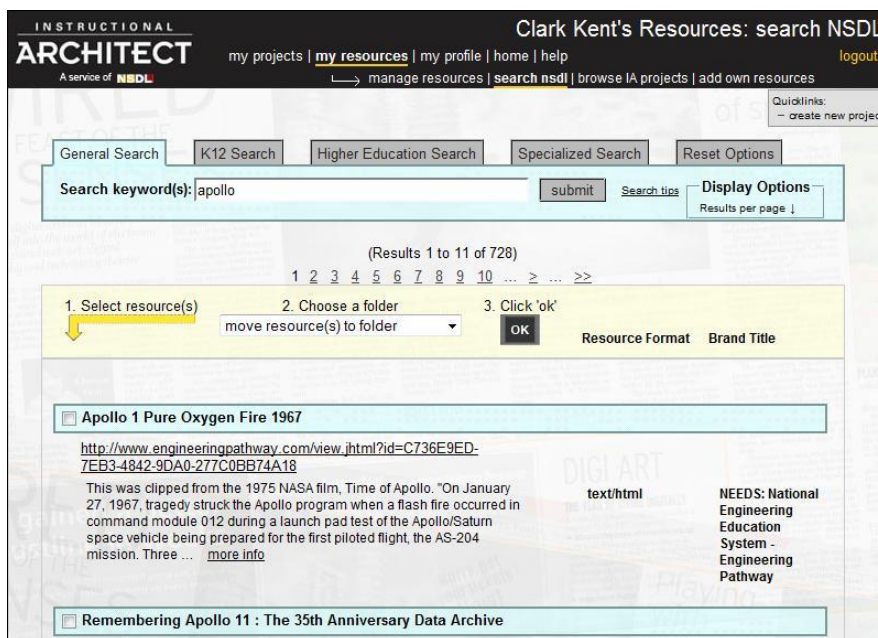 INSTRUCTIONAL
ARCHITECT
A service of NSDL
Clark Kent's Resources: search NSDL
my projects | my resources | my profile | home | help
logout
manage resources | search nsdl | browse IA projects | add own resources
Quicklinks:
– create new projec
General Search
K12 Search
Higher Education Search
Specialized Search
Reset Options
Search keyword(s): apollo
submit
Search tips
Display Options
Results per page ↓
(Results 1 to 11 of 728)
1 2 3 4 5 6 7 8 9 10 ... > ... >>
1. Select resource(s)
2. Choose a folder
3. Click 'ok'
move resource(s) to folder
OK
Resource Format
Brand Title
Apollo 1 Pure Oxygen Fire 1967
http://www.engineeringpathway.com/view.jhtml?id=C736E9ED-
7EB3-4842-9DA0-277C0BB74A18
This was clipped from the 1975 NASA film, Time of Apollo. "On January
27, 1967, tragedy struck the Apollo program when a flash fire occurred in
command module 012 during a launch pad test of the Apollo/Saturn
space vehicle being prepared for the first piloted flight, the AS-204
mission. Three ... more info
text/html
NEEDS: National
Engineering
Education
System -
Engineering
Pathway
Remembering Apollo 11 : The 35th Anniversary Data Archive